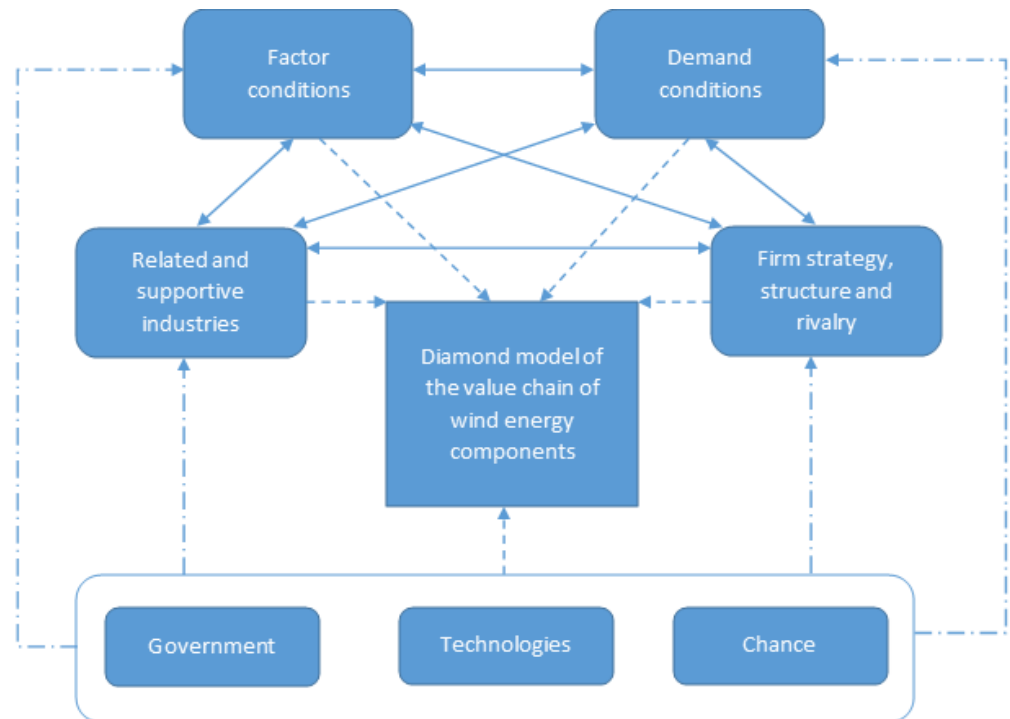 Factor
conditions
Demand
conditions
Related and
supportive
industries
Firm strategy,
structure and
rivalry
Diamond model of
the value chain of
wind energy
components
Government
Technologies
Chance